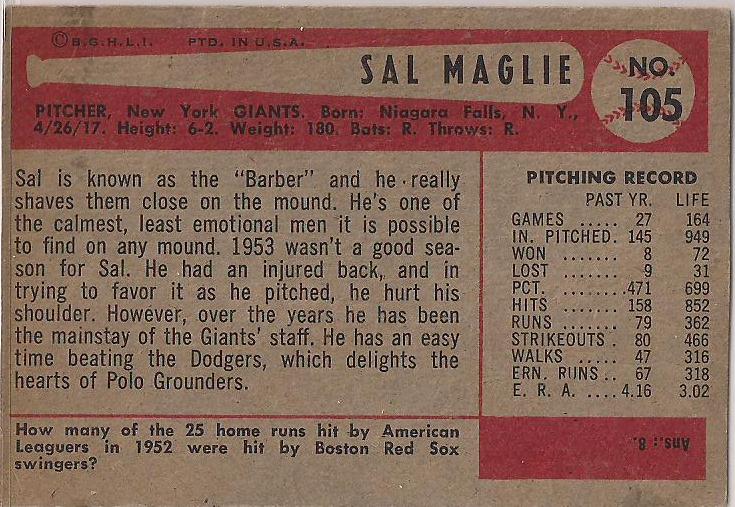 ©B.G.H.L.I. PTD. IN U.S.A.
SAL MAGLIE
NO.
105
PITCHER, New York GIANTS. Born: Niagara Falls, N. Y.,
4/26/17. Height: 6-2. Weight: 180. Bats: R. Throws: R.
Sal is known as the "Barber" and he really
shaves them close on the mound. He's one of
the calmest, least emotional men it is possible
to find on any mound. 1953 wasn't a good sea-
son for Sal. He had an injured back, and in
trying to favor it as he pitched, he hurt his
shoulder. However, over the years he has been
the mainstay of the Giants' staff. He has an easy
time beating the Dodgers, which delights the
hearts of Polo Grounders.
PITCHING RECORD
PAST YR. LIFE
GAMES ..... 27 164
IN. PITCHED. 145 949
WON ....... 8 72
LOST ....... 9 31
PCT. ....... .471 699
HITS ....... 158 852
RUNS ...... 79 362
STRIKEOUTS . 80 466
WALKS ..... 47 316
ERN. RUNS .. 67 318
E. R. A. .... 4.16 3.02
How many of the 25 home runs hit by American
Leaguers in 1952 were hit by Boston Red Sox
swingers?
Ans.: 8.
snɥ